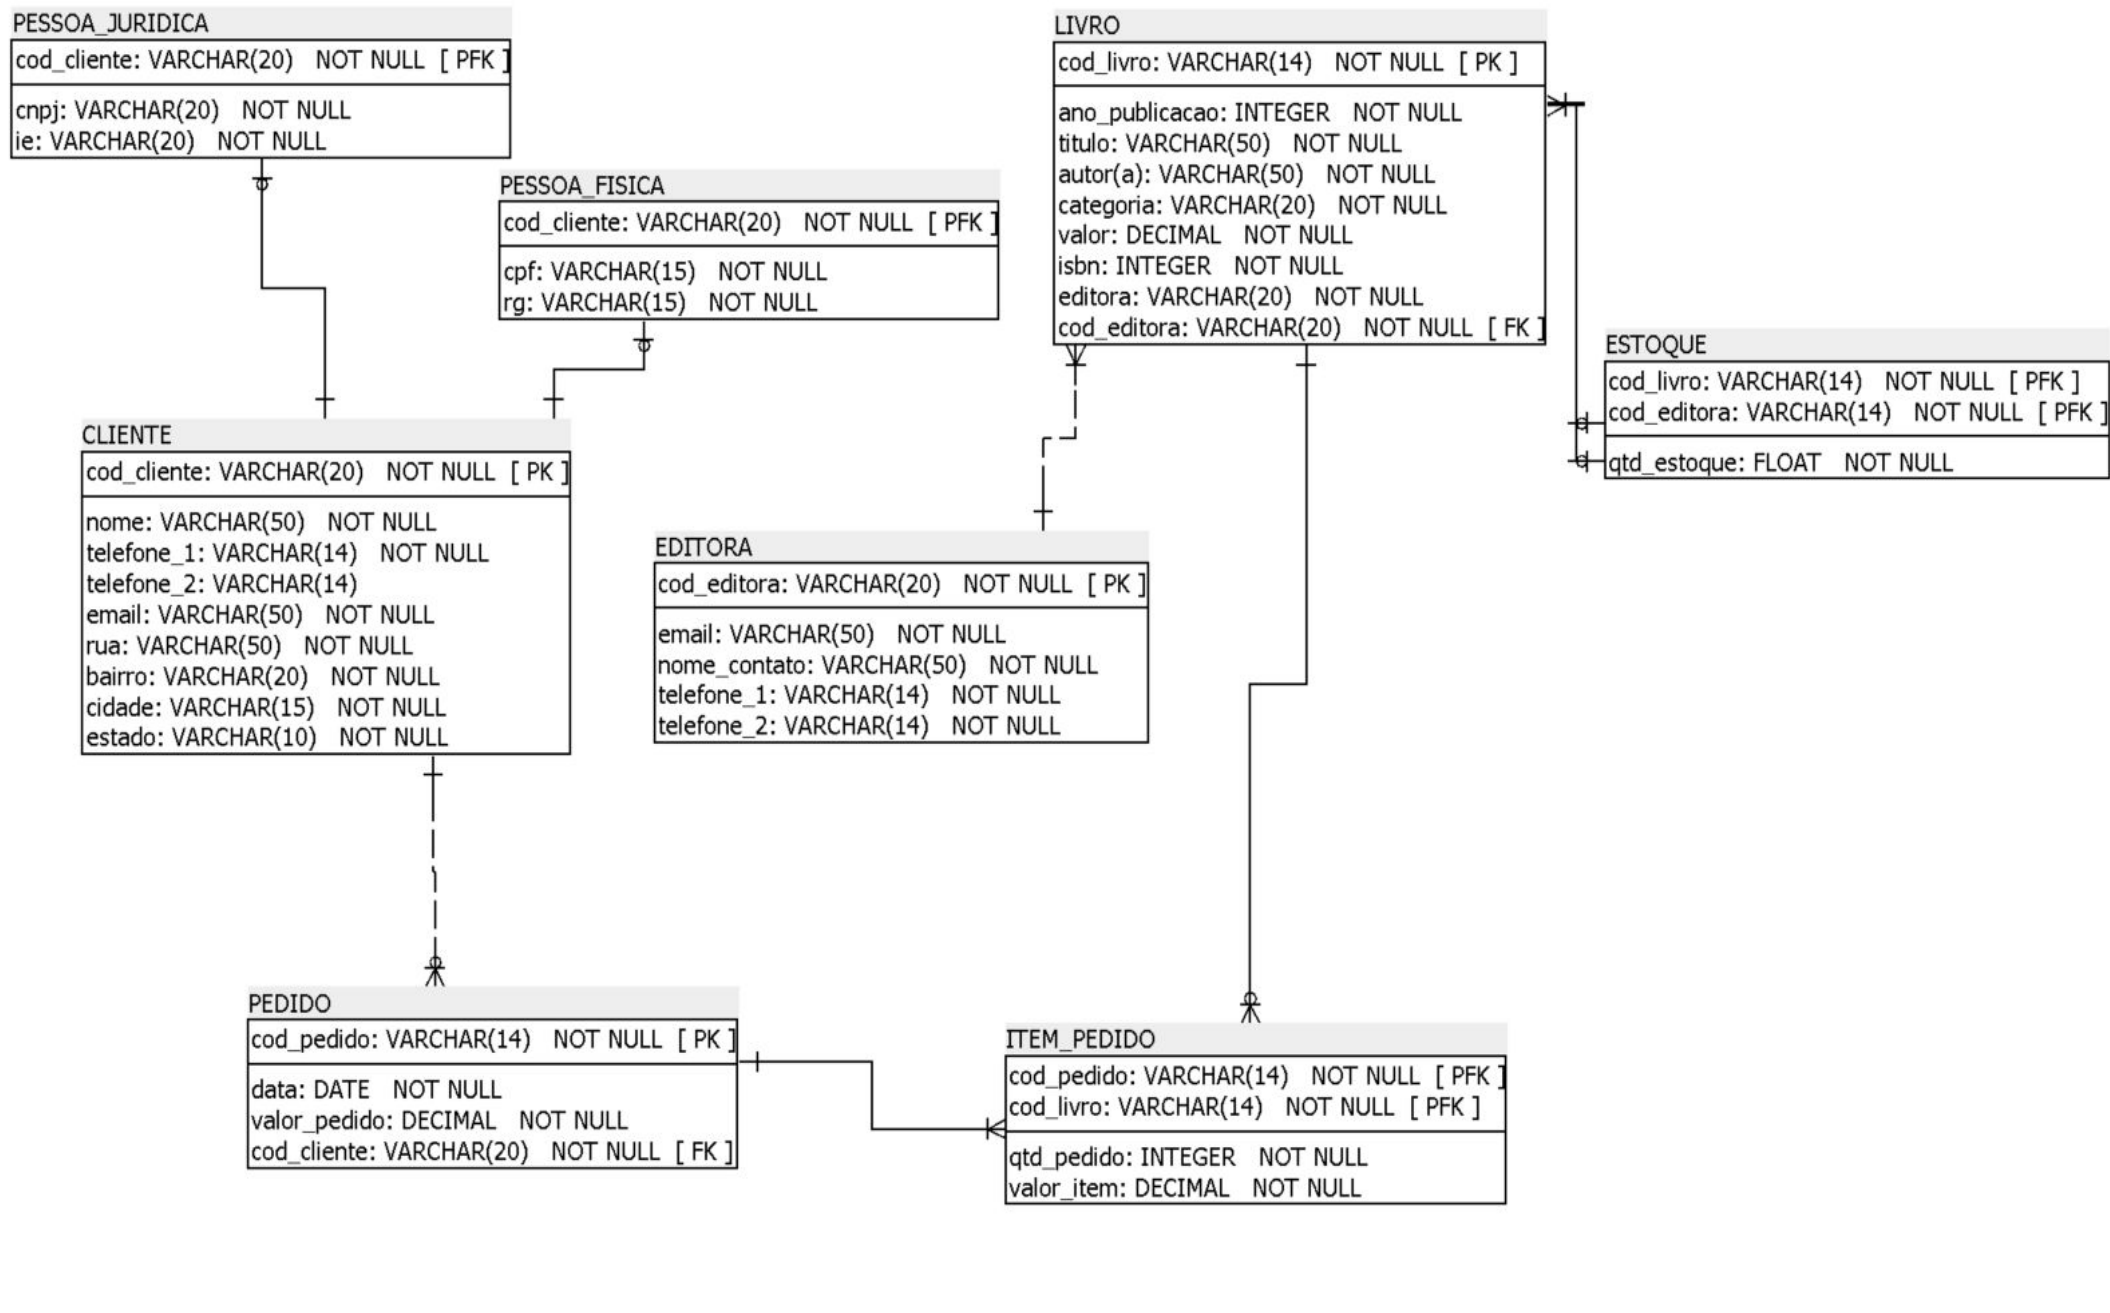 PESSOA_JURIDICA
cod_cliente: VARCHAR(20) NOT NULL [ PFK ]
cnpj: VARCHAR(20) NOT NULL
ie: VARCHAR(20) NOT NULL
PESSOA_FISICA
cod_cliente: VARCHAR(20) NOT NULL [ PFK ]
cpf: VARCHAR(15) NOT NULL
rg: VARCHAR(15) NOT NULL
LIVRO
cod_livro: VARCHAR(14) NOT NULL [ PK ]
ano_publicacao: INTEGER NOT NULL
titulo: VARCHAR(50) NOT NULL
autor(a): VARCHAR(50) NOT NULL
categoria: VARCHAR(20) NOT NULL
valor: DECIMAL NOT NULL
isbn: INTEGER NOT NULL
editora: VARCHAR(20) NOT NULL
cod_editora: VARCHAR(20) NOT NULL [ FK ]
ESTOQUE
cod_livro: VARCHAR(14) NOT NULL [ PFK ]
cod_editora: VARCHAR(14) NOT NULL [ PFK ]
qtd_estoque: FLOAT NOT NULL
CLIENTE
cod_cliente: VARCHAR(20) NOT NULL [ PK ]
nome: VARCHAR(50) NOT NULL
telefone_1: VARCHAR(14) NOT NULL
telefone_2: VARCHAR(14)
email: VARCHAR(50) NOT NULL
rua: VARCHAR(50) NOT NULL
bairro: VARCHAR(20) NOT NULL
cidade: VARCHAR(15) NOT NULL
estado: VARCHAR(10) NOT NULL
EDITORA
cod_editora: VARCHAR(20) NOT NULL [ PK ]
email: VARCHAR(50) NOT NULL
nome_contato: VARCHAR(50) NOT NULL
telefone_1: VARCHAR(14) NOT NULL
telefone_2: VARCHAR(14) NOT NULL
PEDIDO
cod_pedido: VARCHAR(14) NOT NULL [ PK ]
data: DATE NOT NULL
valor_pedido: DECIMAL NOT NULL
cod_cliente: VARCHAR(20) NOT NULL [ FK ]
ITEM_PEDIDO
cod_pedido: VARCHAR(14) NOT NULL [ PFK ]
cod_livro: VARCHAR(14) NOT NULL [ PFK ]
qtd_pedido: INTEGER NOT NULL
valor_item: DECIMAL NOT NULL